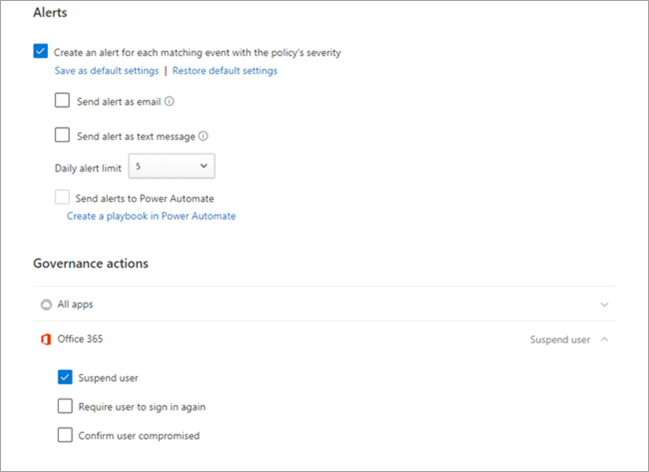 Alerts
Create an alert for each matching event with the policy's severity
Save as default settings | Restore default settings
Send alert as email
Send alert as text message
Daily alert limit 5
Send alerts to Power Automate
Create a playbook in Power Automate
Governance actions
All apps
Office 365 Suspend user
Suspend user
Require user to sign in again
Confirm user compromised